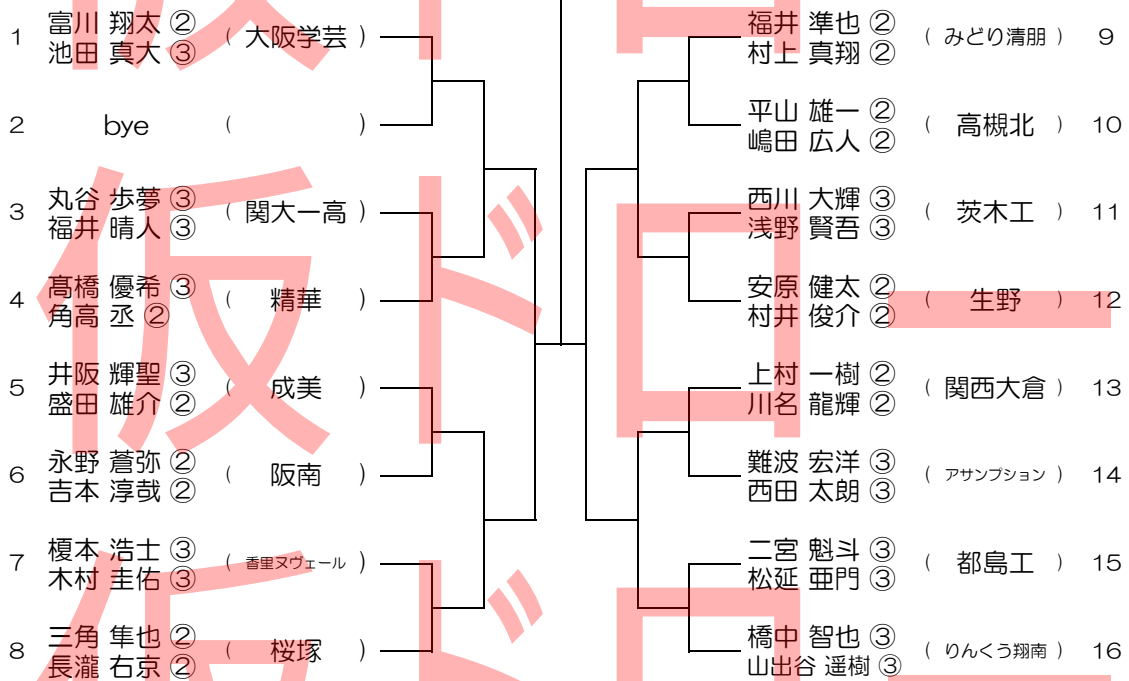 1 富川 翔太 ② ( 大阪学芸 )
池田 真大 ③
2 bye ( )
3 丸谷 歩夢 ③ ( 関大一高 )
福井 晴人 ③
4 髙橋 優希 ③ ( 精華 )
角高 丞 ②
5 井阪 輝聖 ③ ( 成美 )
盛田 雄介 ②
6 永野 蒼弥 ② ( 阪南 )
吉本 淳哉 ②
7 榎本 浩士 ③ ( 香里ヌヴェール )
木村 圭佑 ③
8 三角 隼也 ② ( 桜塚 )
長瀧 右京 ②
福井 準也 ② ( みどり清朋 ) 9
村上 真翔 ②
平山 雄一 ② ( 高槻北 ) 10
嶋田 広人 ②
西川 大輝 ③ ( 茨木工 ) 11
浅野 賢吾 ③
安原 健太 ② ( 生野 ) 12
村井 俊介 ②
上村 一樹 ② ( 関西大倉 ) 13
川名 龍輝 ②
難波 宏洋 ③ ( アサンプション ) 14
西田 太朗 ③
二宮 魁斗 ③ ( 都島工 ) 15
松延 亜門 ③
橋中 智也 ③ ( りんくう翔南 ) 16
山出谷 遥樹 ③
仮ドロー
仮ドロー